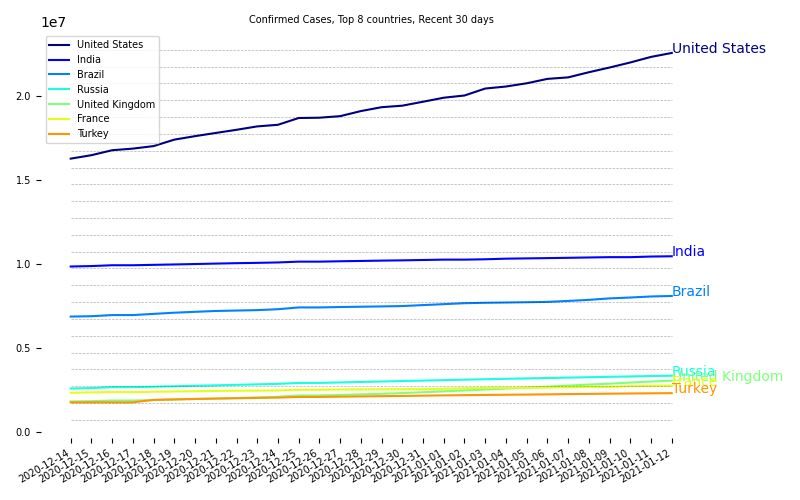 Confirmed Cases, Top 8 countries, Recent 30 days
1e7
United States
India
Brazil
Russia
United Kingdom
France
Turkey
2.0
1.5
1.0
0.5
0.0
United States
India
Brazil
Russia
United Kingdom
France
Turkey
2020-12-14
2020-12-15
2020-12-16
2020-12-17
2020-12-18
2020-12-19
2020-12-20
2020-12-21
2020-12-22
2020-12-23
2020-12-24
2020-12-25
2020-12-26
2020-12-27
2020-12-28
2020-12-29
2020-12-30
2020-12-31
2021-01-01
2021-01-02
2021-01-03
2021-01-04
2021-01-05
2021-01-06
2021-01-07
2021-01-08
2021-01-09
2021-01-10
2021-01-11
2021-01-12